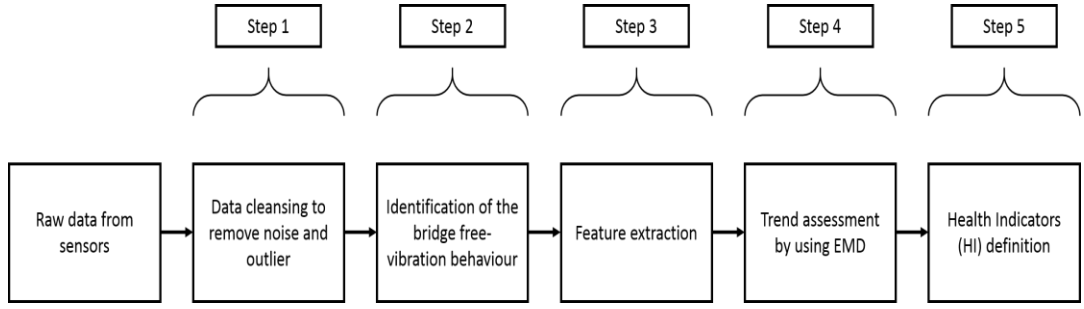 Step 1
Step 2
Step 3
Step 4
Step 5
Raw data from
sensors
Data cleansing to
remove noise and
outlier
Identification of the
bridge free-
vibration behaviour
Feature extraction
Trend assessment
by using EMD
Health Indicators
(HI) definition